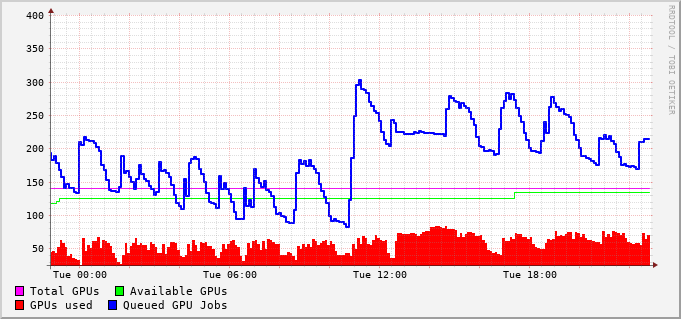 400
350
300
250
200
150
100
50
Tue 00:00 Tue 06:00 Tue 12:00 Tue 18:00
Total GPUs Available GPUs
GPUs used Queued GPU Jobs
RRDTOOL / TOBI OETIKER